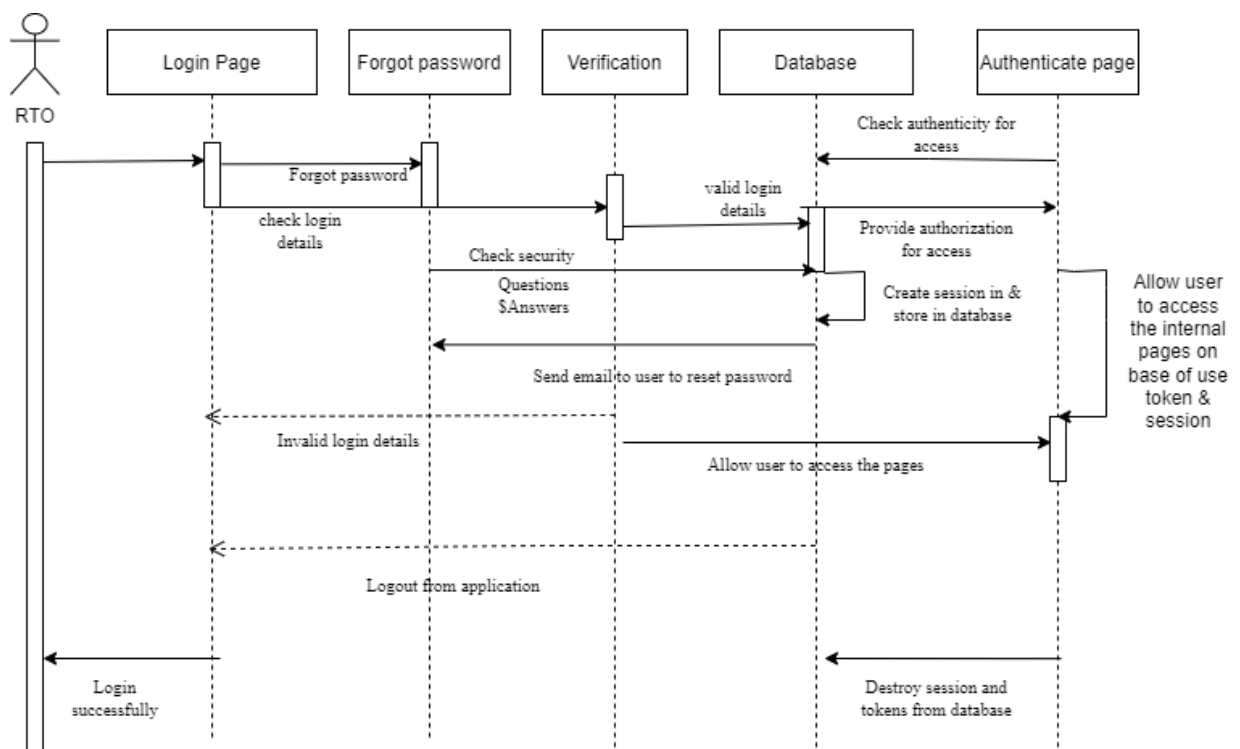 Login Page
Forgot password
Verification
Database
Authenticate page
RTO
Check authenticity for
access
Forgot password
valid login
details
check login
details
Provide authorization
for access
Check security
Questions
$Answers
Create session in &
store in database
Allow user
to access
the internal
pages on
base of use
token &
session
Send email to user to reset password
Invalid login details
Allow user to access the pages
Logout from application
Login
successfully
Destroy session and
tokens from database